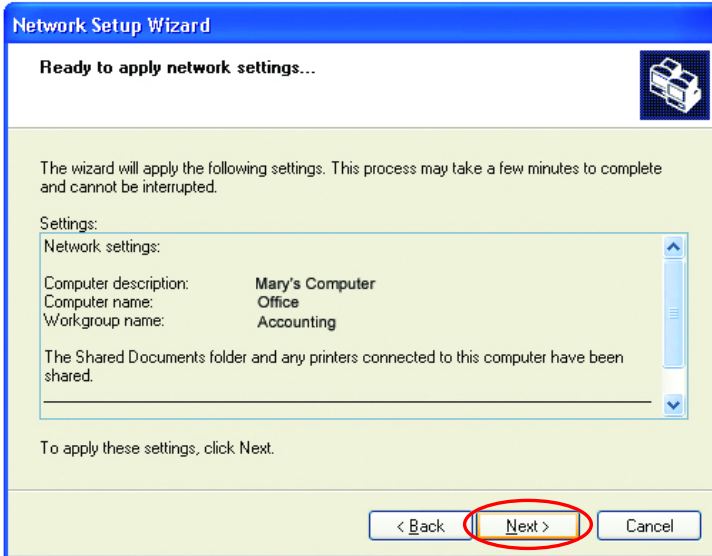 Network Setup Wizard
Ready to apply network settings...
The wizard will apply the following settings. This process may take a few minutes to complete
and cannot be interrupted.
Settings:
Network settings:
Computer description: Mary's Computer
Computer name: Office
Workgroup name: Accounting
The Shared Documents folder and any printers connected to this computer have been
shared.
To apply these settings, click Next.
< Back Next > Cancel